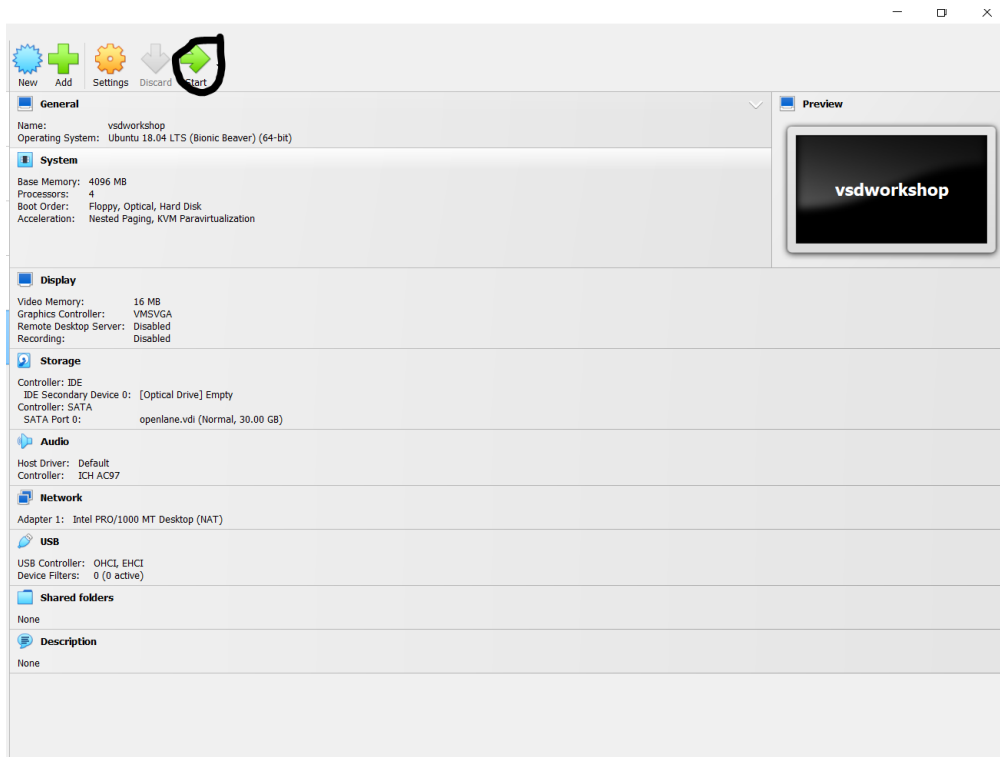 New Add Settings Discard Start
General
Name: vsdworkshop
Operating System: Ubuntu 18.04 LTS (Bionic Beaver) (64-bit)
Preview
vsdworkshop
System
Base Memory: 4096 MB
Processors: 4
Boot Order: Floppy, Optical, Hard Disk
Acceleration: Nested Paging, KVM Paravirtualization
Display
Video Memory: 16 MB
Graphics Controller: VMSVGA
Remote Desktop Server: Disabled
Recording: Disabled
Storage
Controller: IDE
IDE Secondary Device 0: [Optical Drive] Empty
Controller: SATA
SATA Port 0: openlane.vdi (Normal, 30.00 GB)
Audio
Host Driver: Default
Controller: ICH AC97
Network
Adapter 1: Intel PRO/1000 MT Desktop (NAT)
USB
USB Controller: OHCI, EHCI
Device Filters: 0 (0 active)
Shared folders
None
Description
None